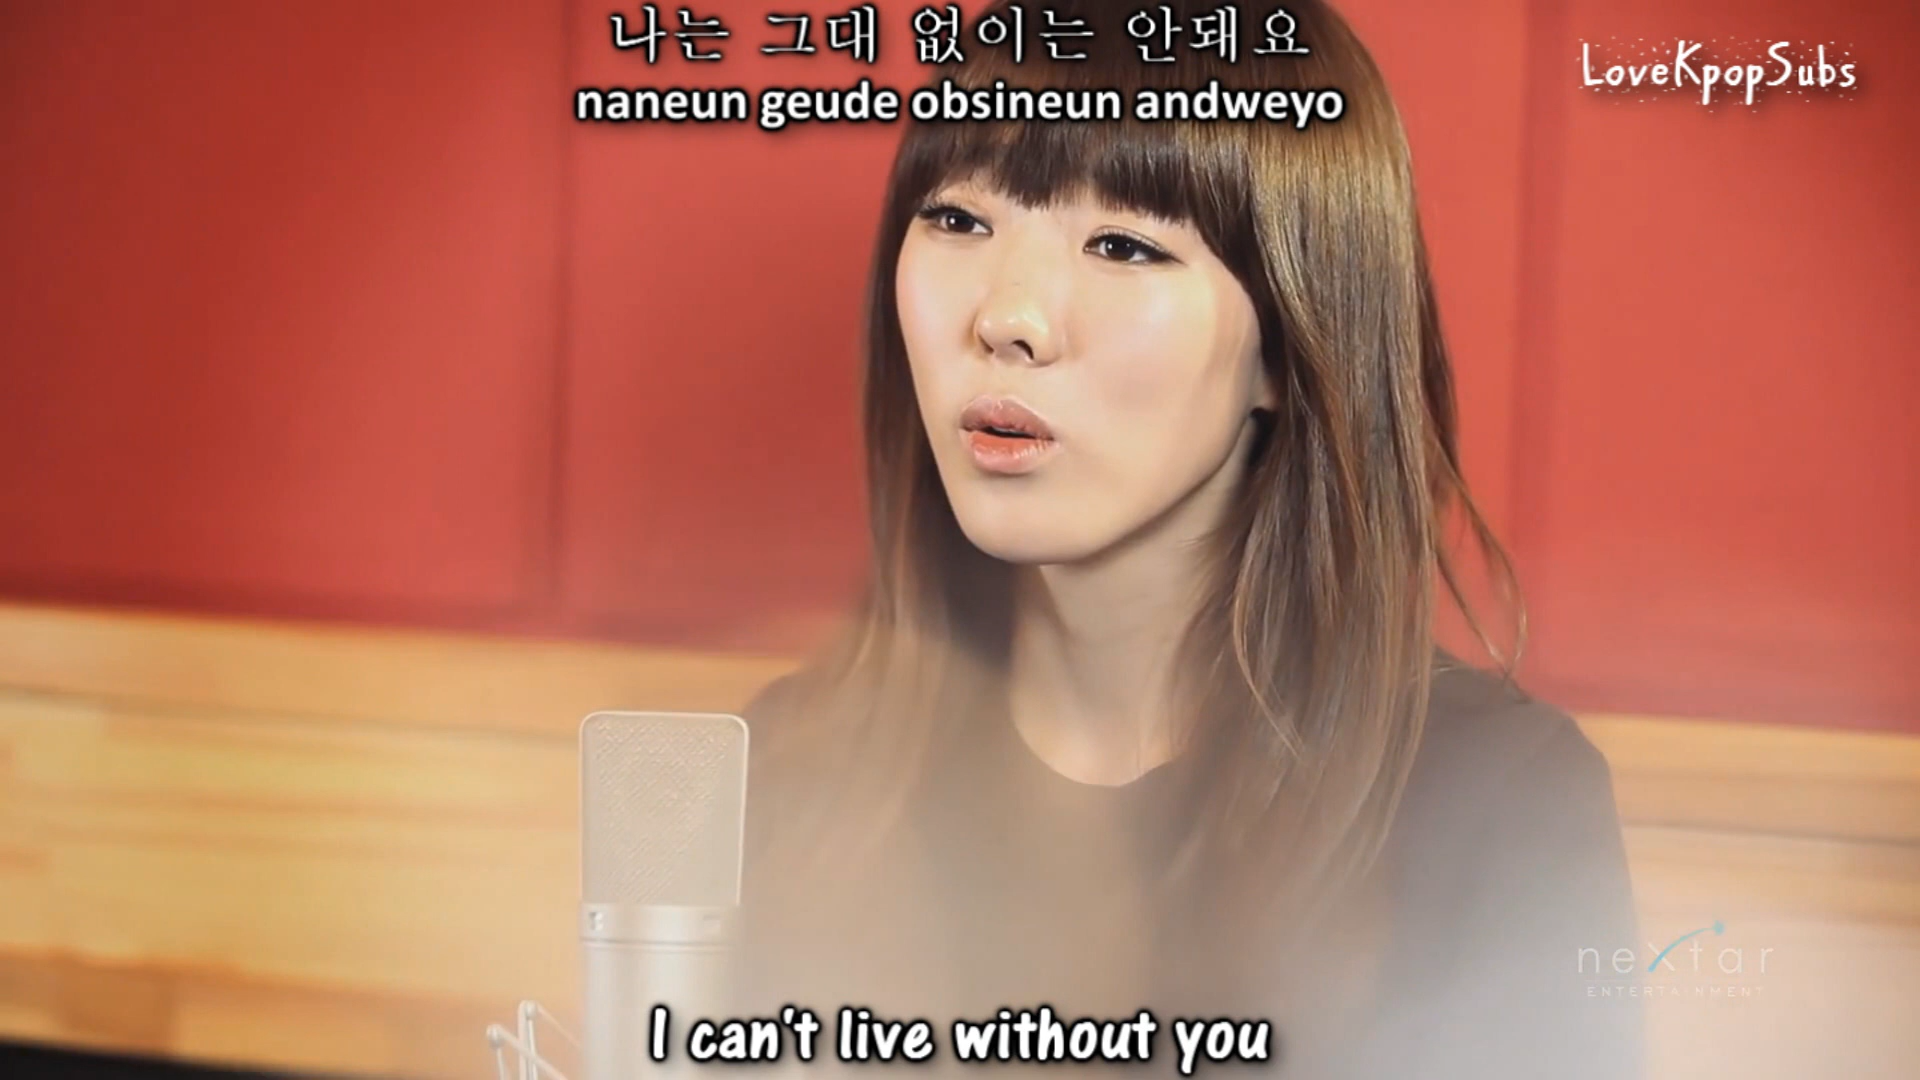 나는 그대 없이는 안돼요
naneun geude obsineun andweyo
LoveKpopSubs
nextar
ENTERTAINMENT
I can't live without you